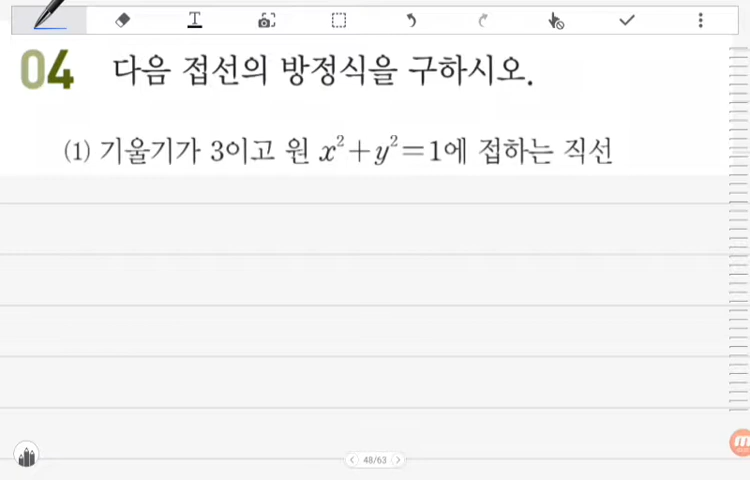 T
04 다음 접선의 방정식을 구하시오.
(1) 기울기가 3이고 원 x²+y²=1에 접하는 직선
48/63